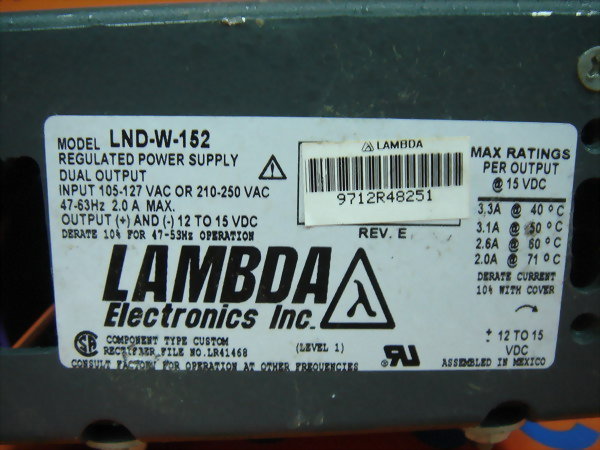 MODEL LND-W-152
REGULATED POWER SUPPLY
DUAL OUTPUT
INPUT 105-127 VAC OR 210-250 VAC
47-63Hz 2.0 A MAX.
OUTPUT (+) AND (-) 12 TO 15 VDC
DERATE 10% FOR 47-53Hz OPERATION
LAMBDA
9712R48251
REV. E
MAX RATINGS
PER OUTPUT
@ 15 VDC
3.3A @ 40°C
3.1A @ 50°C
2.6A @ 60°C
2.0A @ 71°C
DERATE CURRENT
10% WITH COVER
± 12 TO 15
VDC
LAMBDA
Electronics Inc.
λ
COMPONENT TYPE CUSTOM
RECTIFIER FILE NO. LR41468
(LEVEL 1)
ASSEMBLED IN MEXICO
CONSULT FACTORY FOR OPERATION AT OTHER FREQUENCIES